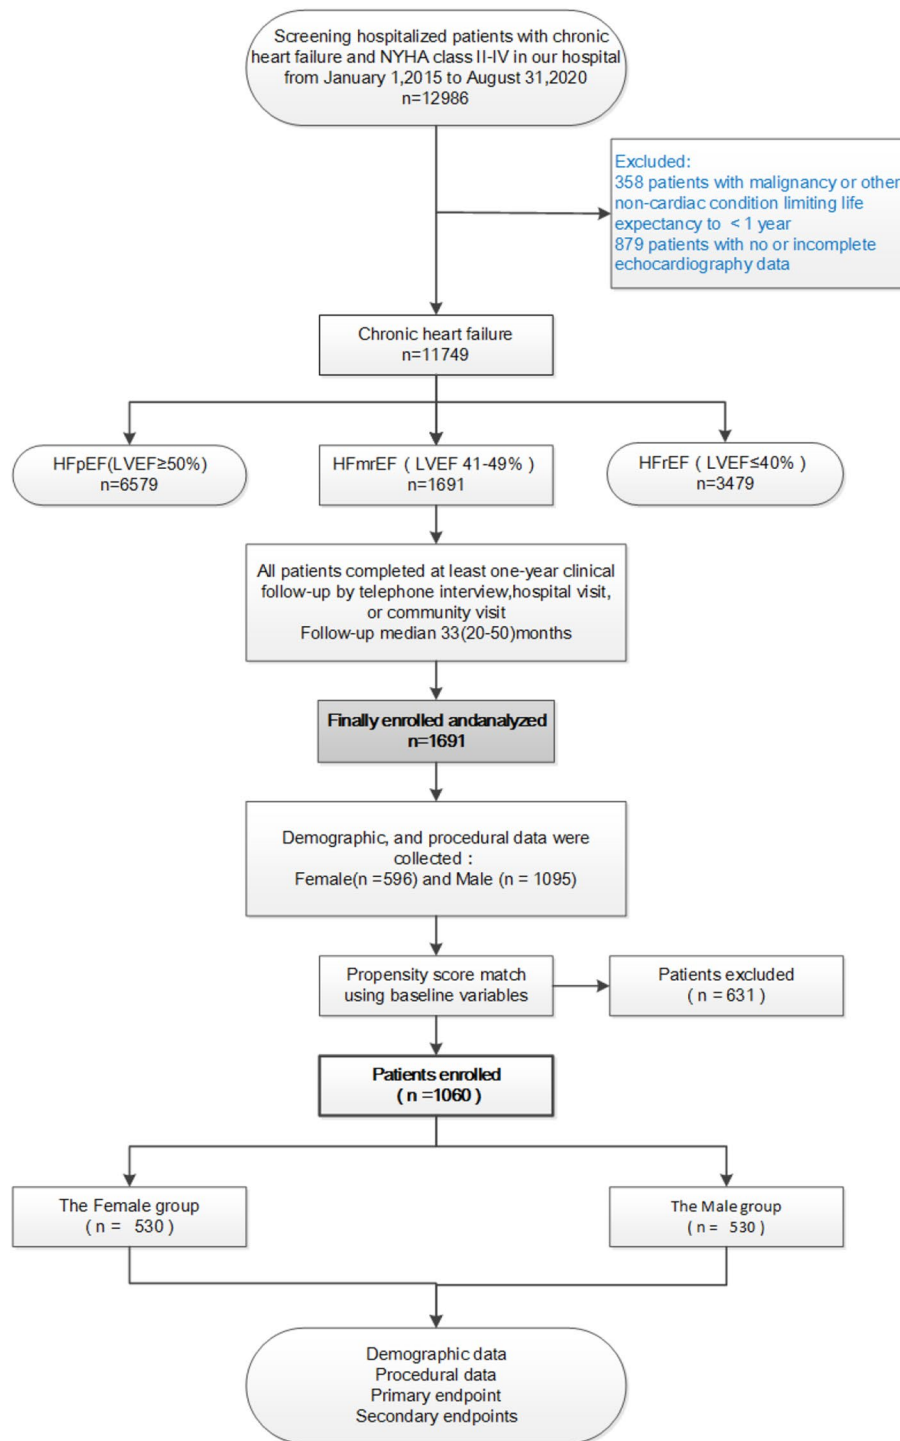 Screening hospitalized patients with chronic
heart failure and NYHA class II-IV in our hospital
from January 1,2015 to August 31,2020
n=12986
Excluded:
358 patients with malignancy or other
non-cardiac condition limiting life
expectancy to < 1 year
879 patients with no or incomplete
echocardiography data
Chronic heart failure
n=11749
HFpEF(LVEF≥50%)
n=6579
HFmrEF ( LVEF 41-49% )
n=1691
HFrEF ( LVEF≤40% )
n=3479
All patients completed at least one-year clinical
follow-up by telephone interview,hospital visit,
or community visit
Follow-up median 33(20-50)months
Finally enrolled andanalyzed
n=1691
Demographic, and procedural data were
collected :
Female(n =596) and Male (n = 1095)
Propensity score match
using baseline variables
Patients excluded
( n = 631 )
Patients enrolled
( n =1060 )
The Female group
( n = 530 )
The Male group
( n = 530 )
Demographic data
Procedural data
Primary endpoint
Secondary endpoints